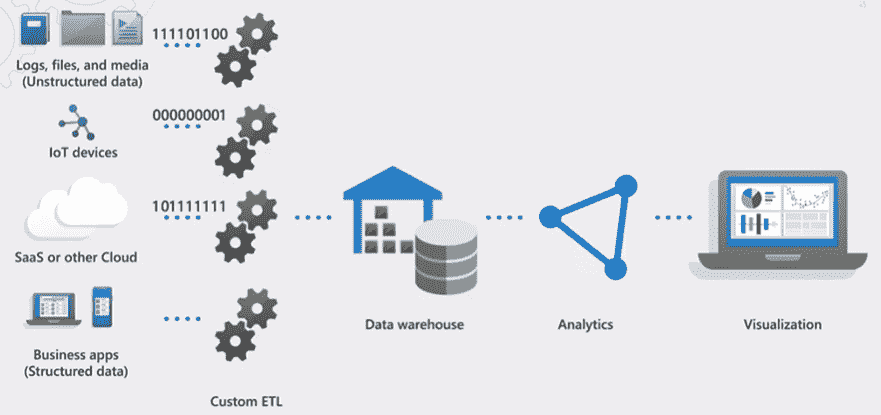 111101100
Logs, files, and media
(Unstructured data)
000000001
IoT devices
101111111
SaaS or other Cloud
Business apps
(Structured data)
Custom ETL
Data warehouse
Analytics
Visualization